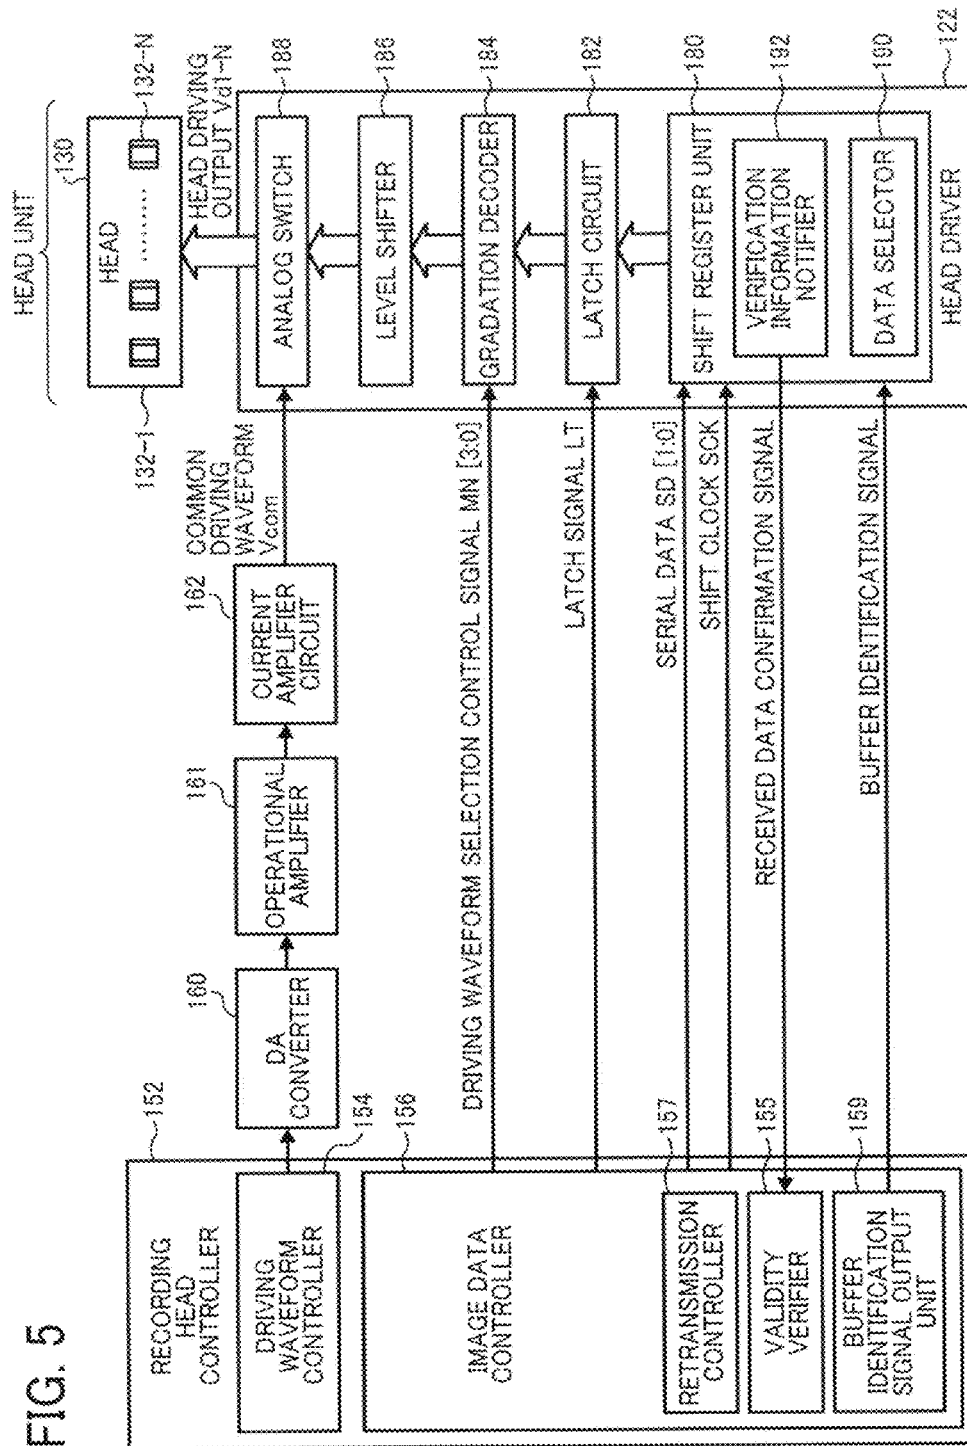 FIG. 5
RECORDING
HEAD
CONTROLLER
152
DRIVING
WAVEFORM
CONTROLLER
154
IMAGE DATA
CONTROLLER
156
RETRANSMISSION
CONTROLLER
157
VALIDITY
VERIFIER
155
BUFFER
IDENTIFICATION
SIGNAL OUTPUT
UNIT
159
DA
CONVERTER
160
OPERATIONAL
AMPLIFIER
161
CURRENT
AMPLIFIER
CIRCUIT
162
COMMON
DRIVING
WAVEFORM
Vcom
DRIVING WAVEFORM SELECTION CONTROL SIGNAL MN [3:0]
LATCH SIGNAL LT
SERIAL DATA SD [1:0]
SHIFT CLOCK SCK
RECEIVED DATA CONFIRMATION SIGNAL
BUFFER IDENTIFICATION SIGNAL
HEAD UNIT
130
HEAD
132-1
132-N
HEAD DRIVING
OUTPUT Vd1-N
ANALOG SWITCH
188
LEVEL SHIFTER
186
GRADATION DECODER
184
LATCH CIRCUIT
182
SHIFT REGISTER UNIT
180
VERIFICATION
INFORMATION
NOTIFIER
192
DATA SELECTOR
190
HEAD DRIVER
122